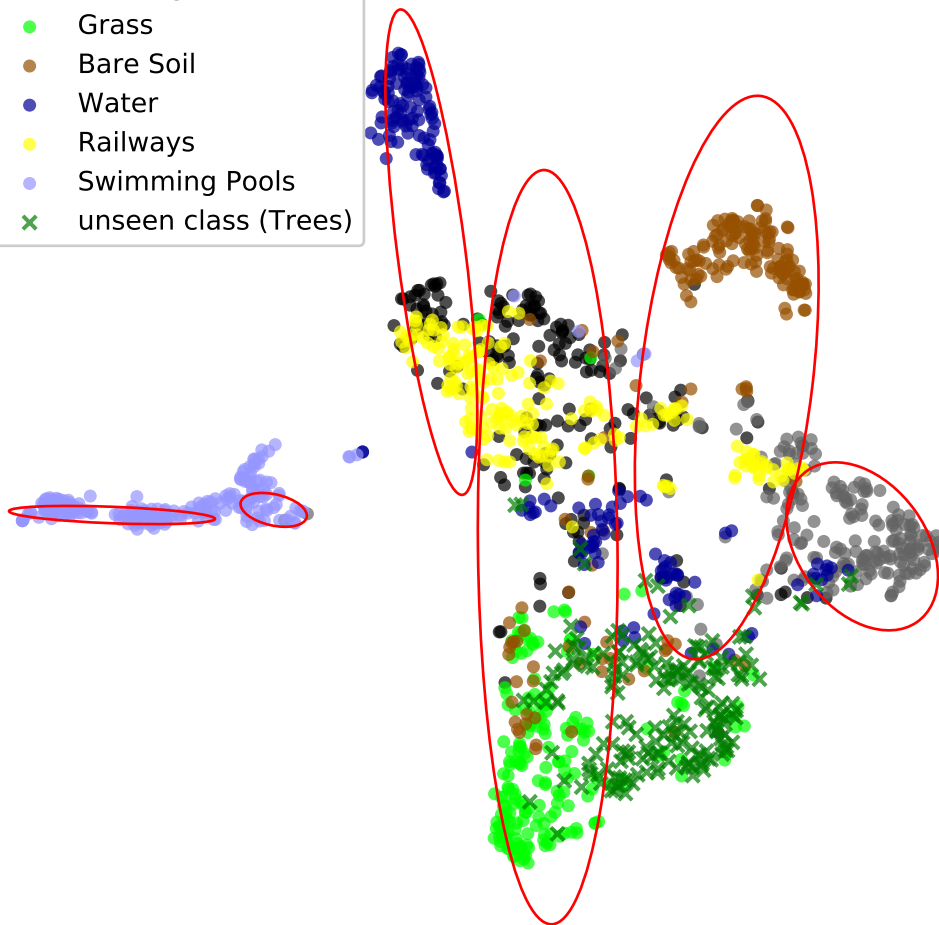 Grass
Bare Soil
Water
Railways
Swimming Pools
unseen class (Trees)